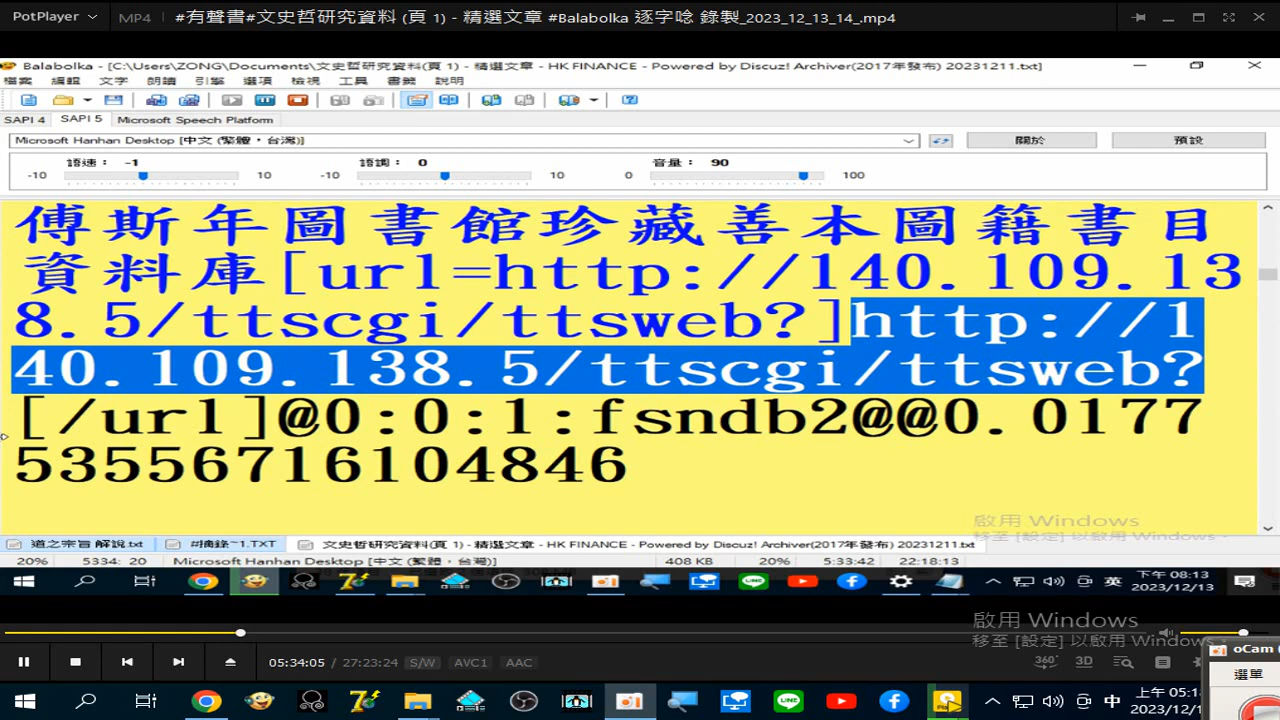 PotPlayer MP4 #有聲書#文史哲研究資料 (頁 1) - 精選文章 #Balabolka 逐字唸 錄製_2023_12_13_14_.mp4
Balabolka - [C:\Users\ZONG\Documents\文史哲研究資料(頁 1) - 精選文章 - HK FINANCE - Powered by Discuz! Archiver(2017年發布) 20231211.txt]
檔案 編輯 文字 朗讀 引擎 選項 檢視 工具 書籤 說明
SAPI 4 SAPI 5 Microsoft Speech Platform
Microsoft Hanhan Desktop [中文 (繁體，台灣)] 關於 預設
語速： -1 語調： 0 音量： 90
-10 10 -10 10 0 100
傅斯年圖書館珍藏善本圖籍書目
資料庫[url=http://140.109.13
8.5/ttscgi/ttsweb?]http://1
40.109.138.5/ttscgi/ttsweb?
[/url]@0:0:1:fsndb2@@0.0177
53556716104846
啟用 Windows
移至 [設定] 以啟用 Windows。
道之宗旨 解說.txt #摘錄~1.TXT 文史哲研究資料(頁 1) - 精選文章 - HK FINANCE - Powered by Discuz! Archiver(2017年發布) 20231211.txt
20% 5334: 20 Microsoft Hanhan Desktop [中文 (繁體，台灣)] 408 KB 20% 5:33:42 22:18:13
英 下午 08:13
2023/12/13
啟用 Windows
移至 [設定] 以啟用 Windows。
oCam
選單
05:34:05 / 27:23:24 S/W AVC1 AAC 360° 3D
中 上午 05:1
2023/12/1